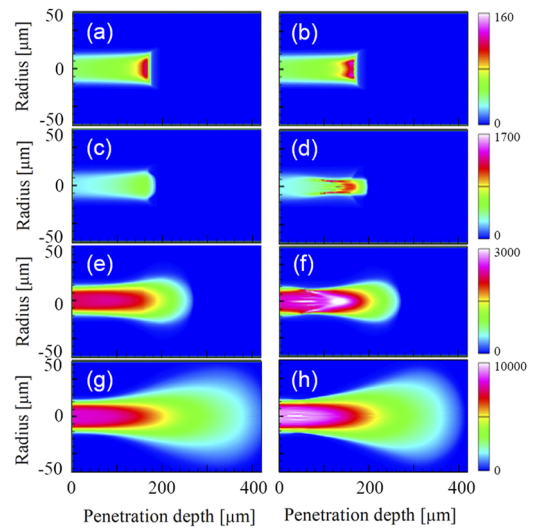 50 (a) (b) 160
Radius [µm] 0
-50 0
(c) (d) 1700
Radius [µm] 0
-50 0
50 (e) (f) 3000
Radius [µm] 0
-50 0
50 (g) (h) 10000
Radius [µm] 0
-50 0
0 200 400 0 200 400
Penetration depth [µm] Penetration depth [µm]